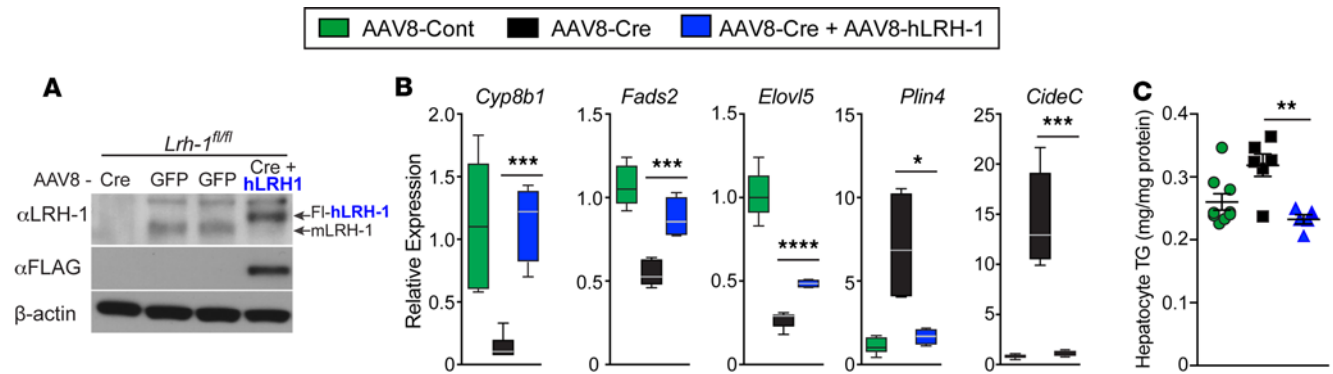 AAV8-Cont AAV8-Cre AAV8-Cre + AAV8-hLRH-1
A
Lrh-1fl/fl
AAV8 - Cre GFP GFP Cre +
hLRH1
αLRH-1
Fl-hLRH-1
mLRH-1
αFLAG
β-actin
B
Relative Expression
Cyp8b1
2.0
1.5
1.0
0.5
0
***
Fads2
1.5
1.0
0.5
0
***
Elovl5
1.5
1.0
0.5
0
****
Plin4
15
10
5
0
*
CideC
25
20
15
10
5
0
***
C
Hepatocyte TG (mg/mg protein)
0.4
0.3
0.2
0.1
0
**